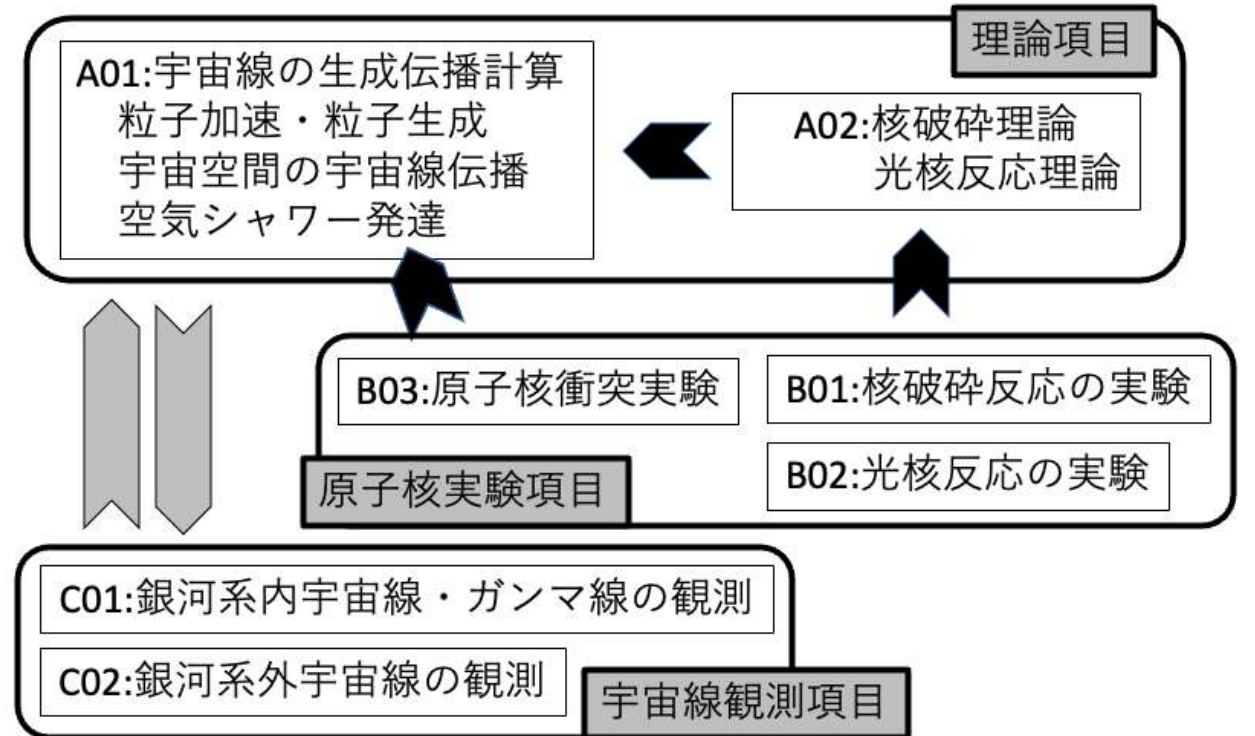 理論項目
A01:宇宙線の生成伝播計算
粒子加速・粒子生成
宇宙空間の宇宙線伝播
空気シャワー発達
A02:核破砕理論
光核反応理論
B03:原子核衝突実験
B01:核破砕反応の実験
B02:光核反応の実験
原子核実験項目
C01:銀河系内宇宙線・ガンマ線の観測
C02:銀河系外宇宙線の観測
宇宙線観測項目